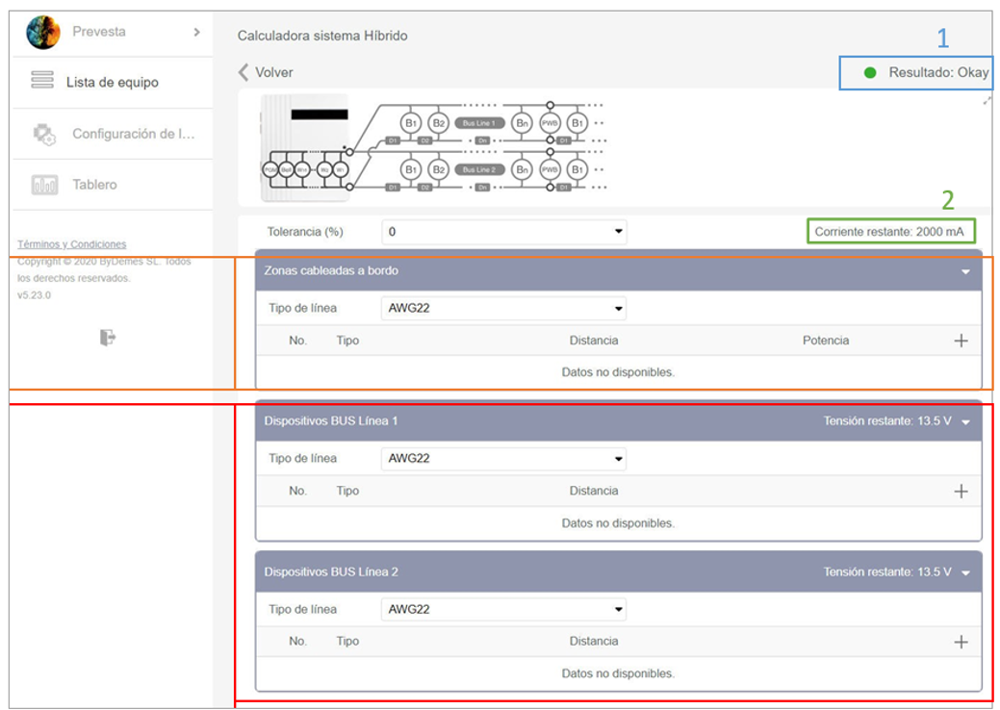 Prevesta
Lista de equipo
Configuración de l...
Tablero
Términos y Condiciones
Copyright © 2020 ByDemes SL. Todos
los derechos reservados.
v5.23.0
Calculadora sistema Híbrido
1
Volver
Resultado: Okay
B1 B2 Bus Line 1 Bn PWB B1
D1 D2 Dn D1
B1 B2 Bus Line 2 Bn PWB B1
D1 D2 Dn D1
2
Tolerancia (%) 0 Corriente restante: 2000 mA
Zonas cableadas a bordo
Tipo de línea AWG22
No. Tipo Distancia Potencia +
Datos no disponibles.
Dispositivos BUS Línea 1 Tensión restante: 13.5 V
Tipo de línea AWG22
No. Tipo Distancia +
Datos no disponibles.
Dispositivos BUS Línea 2 Tensión restante: 13.5 V
Tipo de línea AWG22
No. Tipo Distancia +
Datos no disponibles.